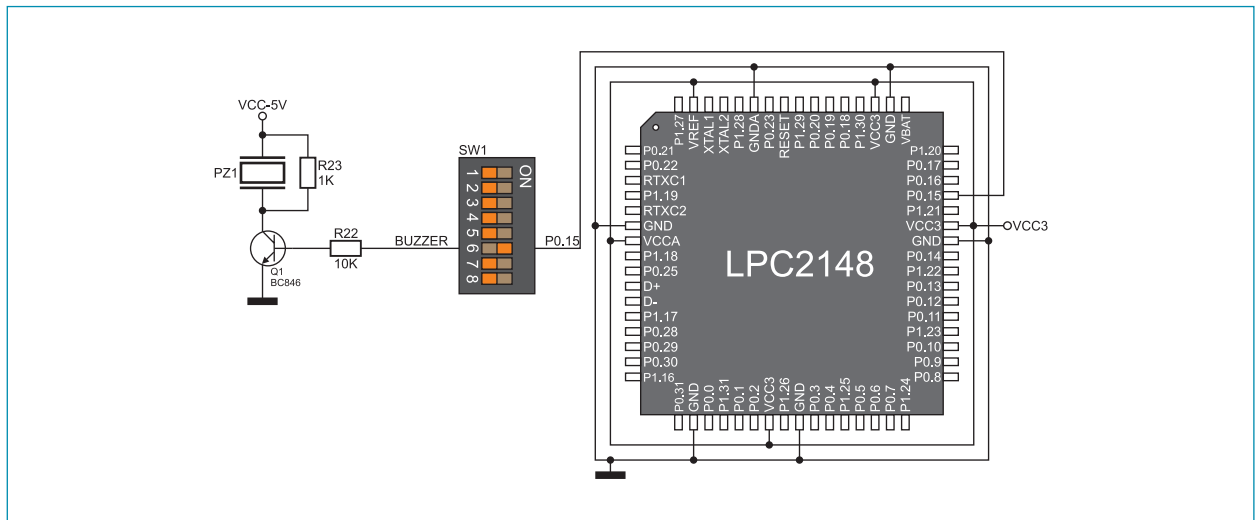 VCC-5V
PZ1
R23
1K
R22
10K
Q1
BC846
BUZZER
SW1
ON
1
2
3
4
5
6
7
8
P0.15
LPC2148
P1.27
VREF
XTAL1
XTAL2
P1.28
GNDA
P0.23
RESET
P1.29
P0.20
P0.19
P0.18
P1.30
VCC3
GND
VBAT
P0.21
P0.22
RTXC1
P1.19
RTXC2
GND
VCCA
P1.18
P0.25
D+
D-
P1.17
P0.28
P0.29
P0.30
P1.16
P1.20
P0.17
P0.16
P0.15
P1.21
VCC3
GND
P0.14
P1.22
P0.13
P0.12
P0.11
P1.23
P0.10
P0.9
P0.8
VCC3
P0.31
GND
P0.0
P1.31
P0.1
P0.2
VCC3
P1.26
GND
P0.3
P0.4
P1.25
P0.5
P0.6
P0.7
P1.24